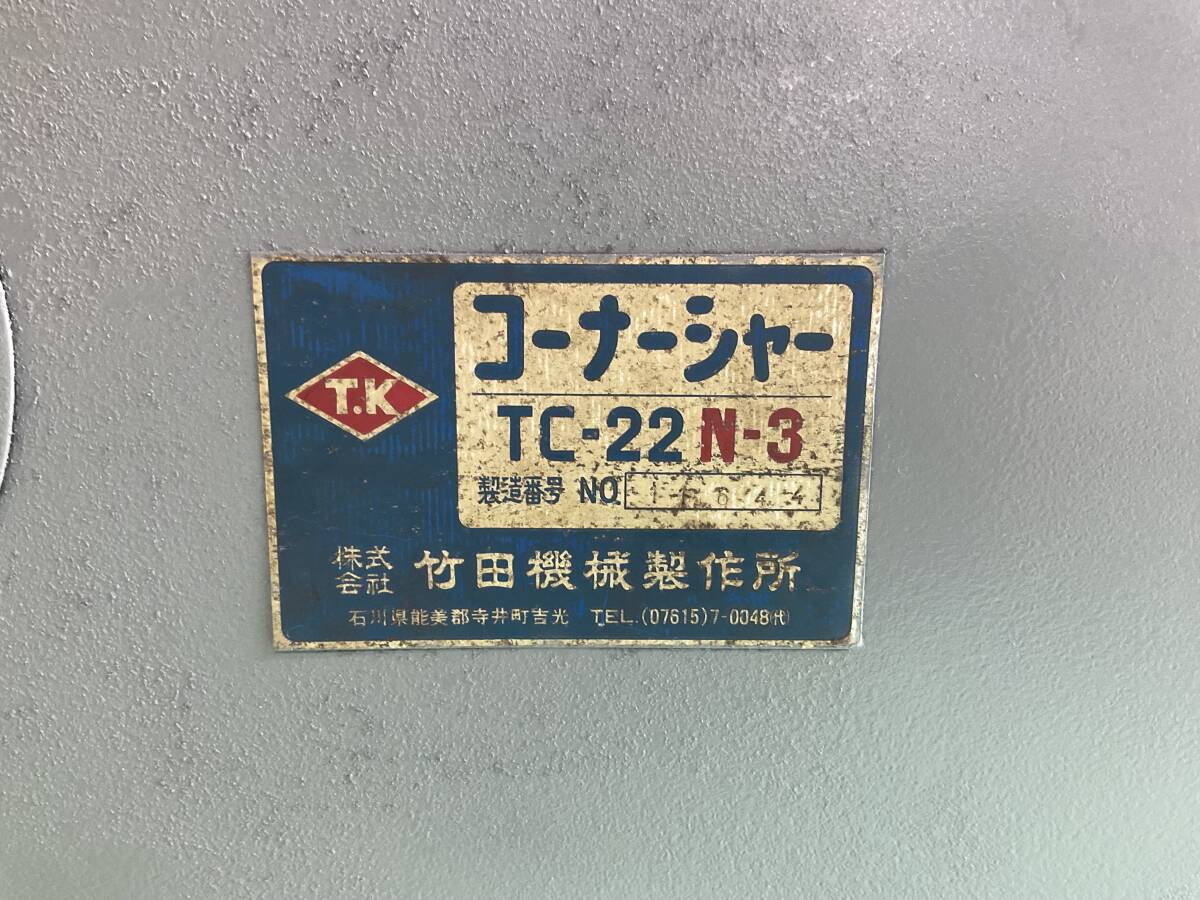 T.K
コーナーシャー
TC-22 N-3
製造番号 NO
株式会社 竹田機械製作所
石川県能美郡寺井町吉光 TEL.(07615)7-0048(代)